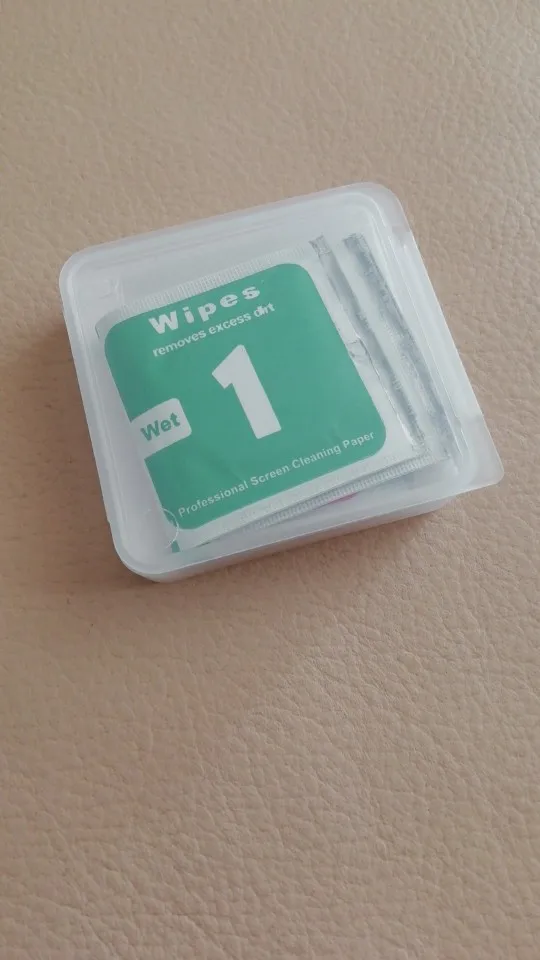 Wipes
removes excess dirt
1
Wet
Professional Screen Cleaning Paper